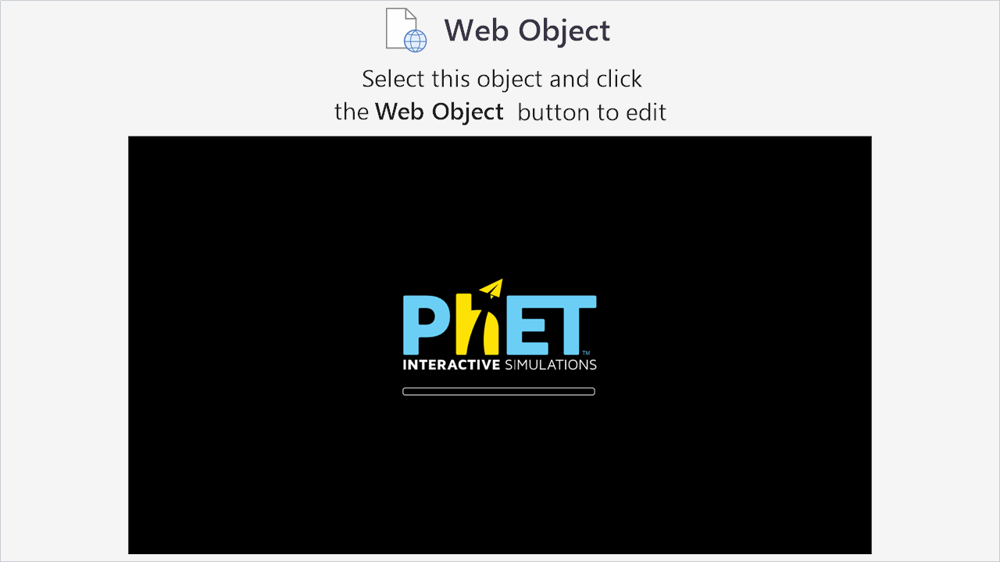 Web Object
Select this object and click
the Web Object button to edit
PhET
TM
INTERACTIVE SIMULATIONS